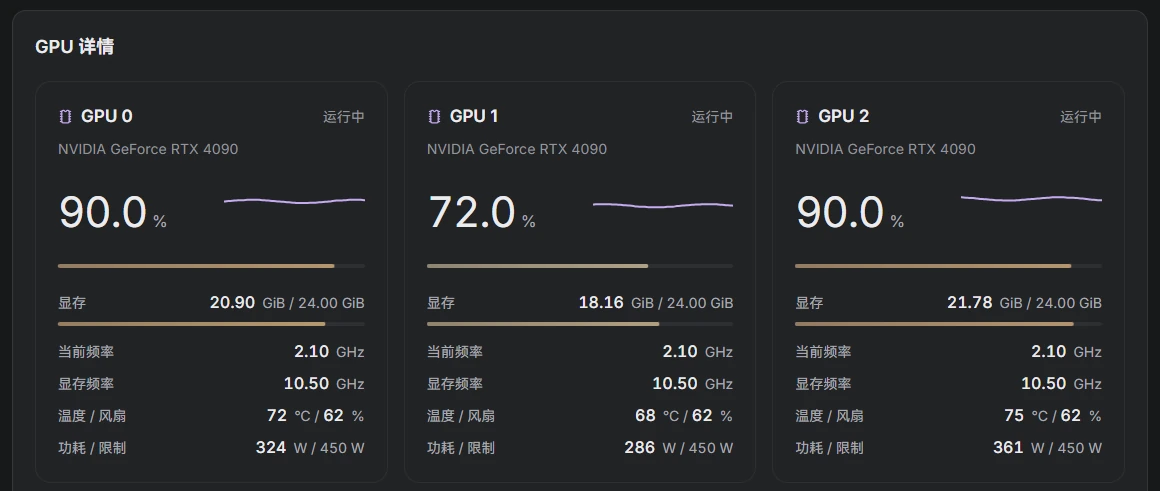 GPU 详情
GPU 0 运行中
NVIDIA GeForce RTX 4090
90.0 %
显存 20.90 GiB / 24.00 GiB
当前频率 2.10 GHz
显存频率 10.50 GHz
温度 / 风扇 72 °C / 62 %
功耗 / 限制 324 W / 450 W
GPU 1 运行中
NVIDIA GeForce RTX 4090
72.0 %
显存 18.16 GiB / 24.00 GiB
当前频率 2.10 GHz
显存频率 10.50 GHz
温度 / 风扇 68 °C / 62 %
功耗 / 限制 286 W / 450 W
GPU 2 运行中
NVIDIA GeForce RTX 4090
90.0 %
显存 21.78 GiB / 24.00 GiB
当前频率 2.10 GHz
显存频率 10.50 GHz
温度 / 风扇 75 °C / 62 %
功耗 / 限制 361 W / 450 W